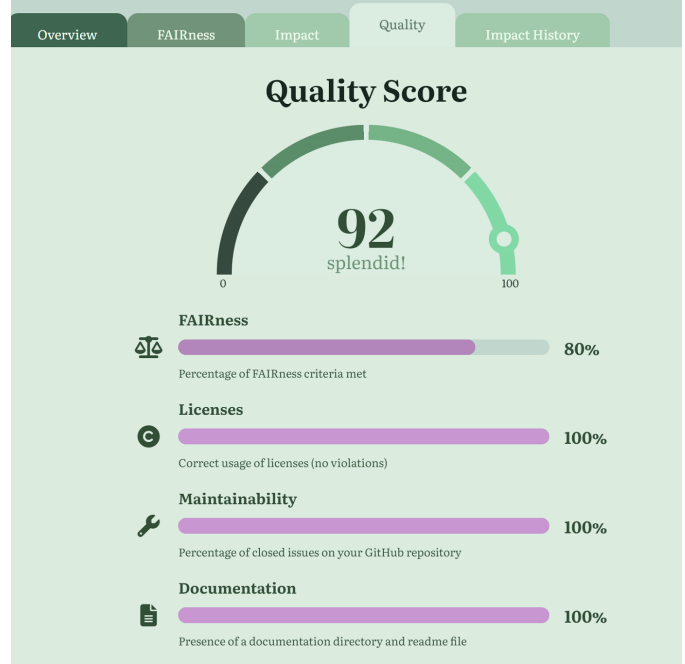 Overview FAIRness Impact Quality Impact History
Quality Score
92
splendid!
0 100
FAIRness
80%
Percentage of FAIRness criteria met
Licenses
C
100%
Correct usage of licenses (no violations)
Maintainability
100%
Percentage of closed issues on your GitHub repository
Documentation
100%
Presence of a documentation directory and readme file